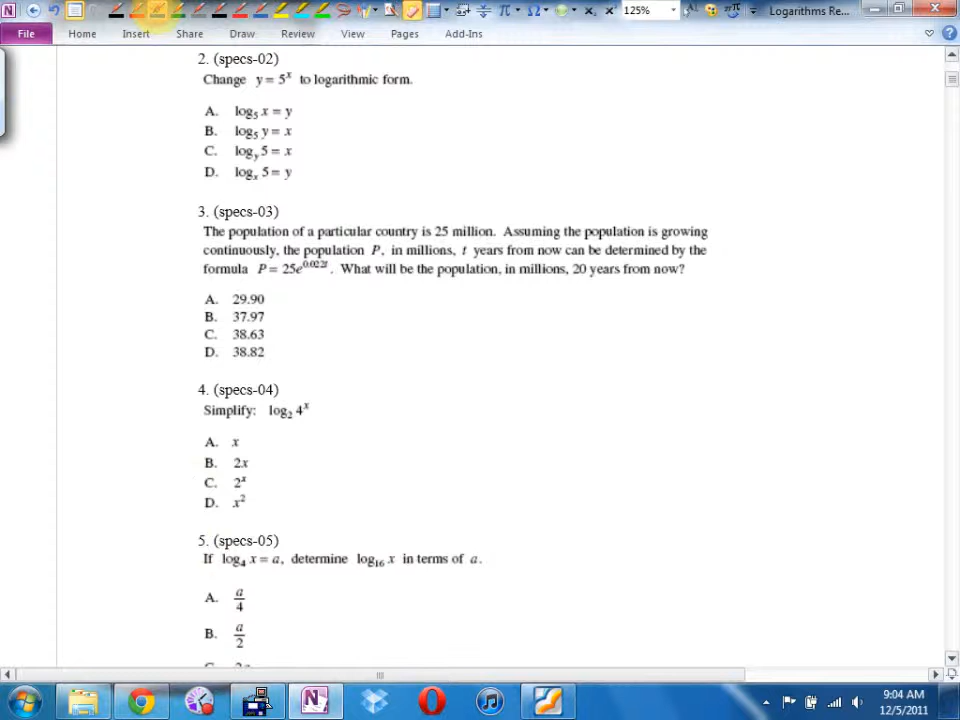 125%
Logarithms Re...
File Home Insert Share Draw Review View Pages Add-Ins
2. (specs-02)
Change y = 5ˣ to logarithmic form.
A. log₅ x = y
B. log₅ y = x
C. logᵧ 5 = x
D. logₓ 5 = y
3. (specs-03)
The population of a particular country is 25 million. Assuming the population is growing
continuously, the population P, in millions, t years from now can be determined by the
formula P = 25e^0.022t. What will be the population, in millions, 20 years from now?
A. 29.90
B. 37.97
C. 38.63
D. 38.82
4. (specs-04)
Simplify: log₂ 4ˣ
A. x
B. 2x
C. 2ˣ
D. x²
5. (specs-05)
If log₄ x = a, determine log₁₆ x in terms of a.
A. a/4
B. a/2
9:04 AM
12/5/2011